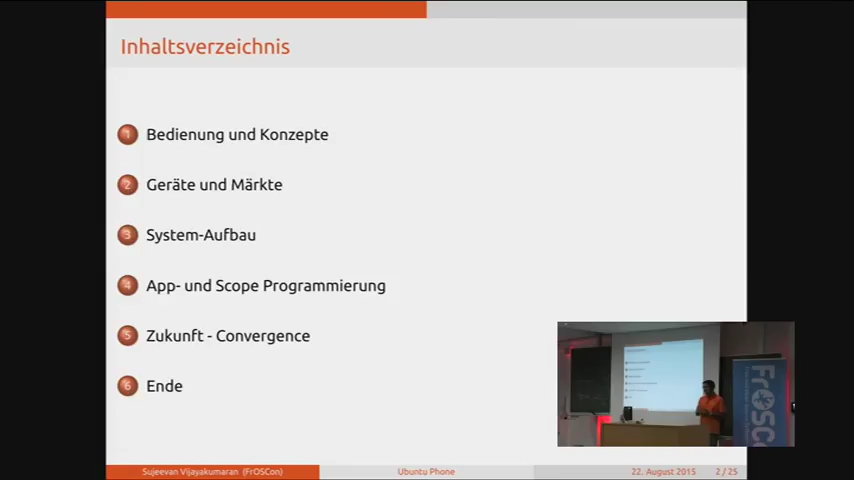 Inhaltsverzeichnis
1 Bedienung und Konzepte
2 Geräte und Märkte
3 System-Aufbau
4 App- und Scope Programmierung
5 Zukunft - Convergence
6 Ende
FrOSCon
Sujeevan Vijayakumaran (FrOSCon) Ubuntu Phone 22. August 2015 2 / 25